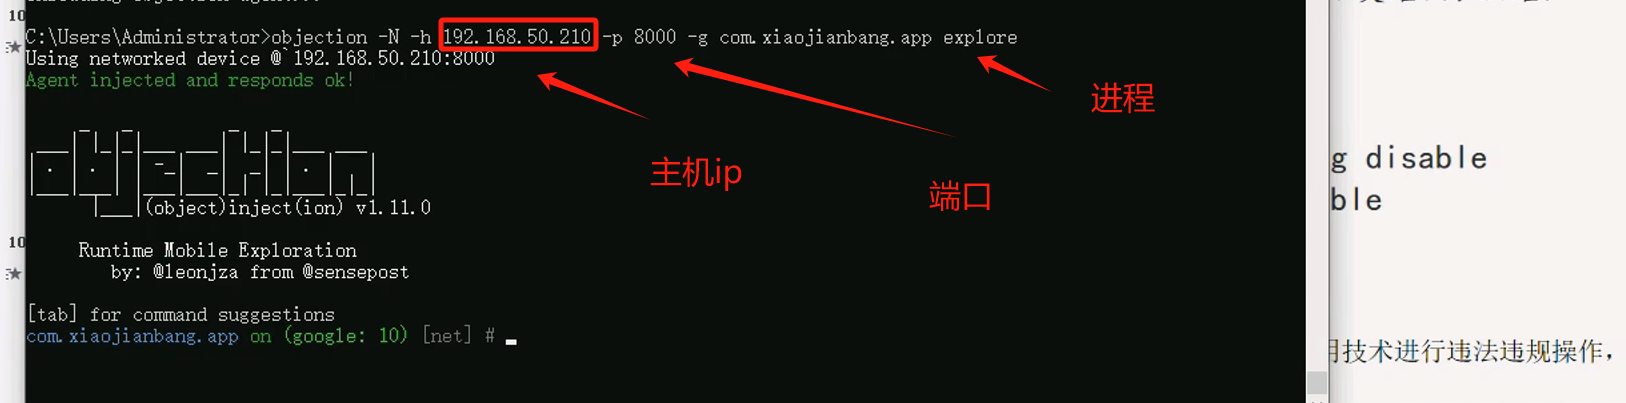 10
C:\Users\Administrator>objection -N -h 192.168.50.210 -p 8000 -g com.xiaojianbang.app explore
Using networked device @`192.168.50.210:8000
Agent injected and responds ok!
进程
主机ip
端口
g disable
ble
(object)inject(ion) v1.11.0
10
Runtime Mobile Exploration
by: @leonjza from @sensepost
[tab] for command suggestions
com.xiaojianbang.app on (google: 10) [net] #
用技术进行违法违规操作，